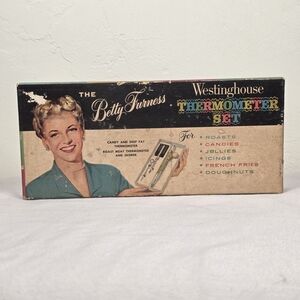 THE
Betty Furness
Westinghouse
THERMOMETER
SET
CANDY AND DEEP FAT
THERMOMETER
ROAST MEAT THERMOMETER
AND SKEWER
For
• ROASTS
• CANDIES
• JELLIES
• ICINGS
• FRENCH FRIES
• DOUGHNUTS